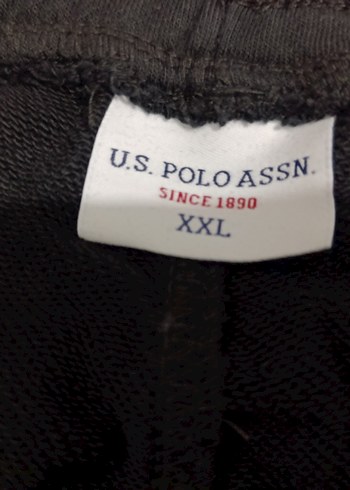 U.S. POLO ASSN.
SINCE 1890
XXL